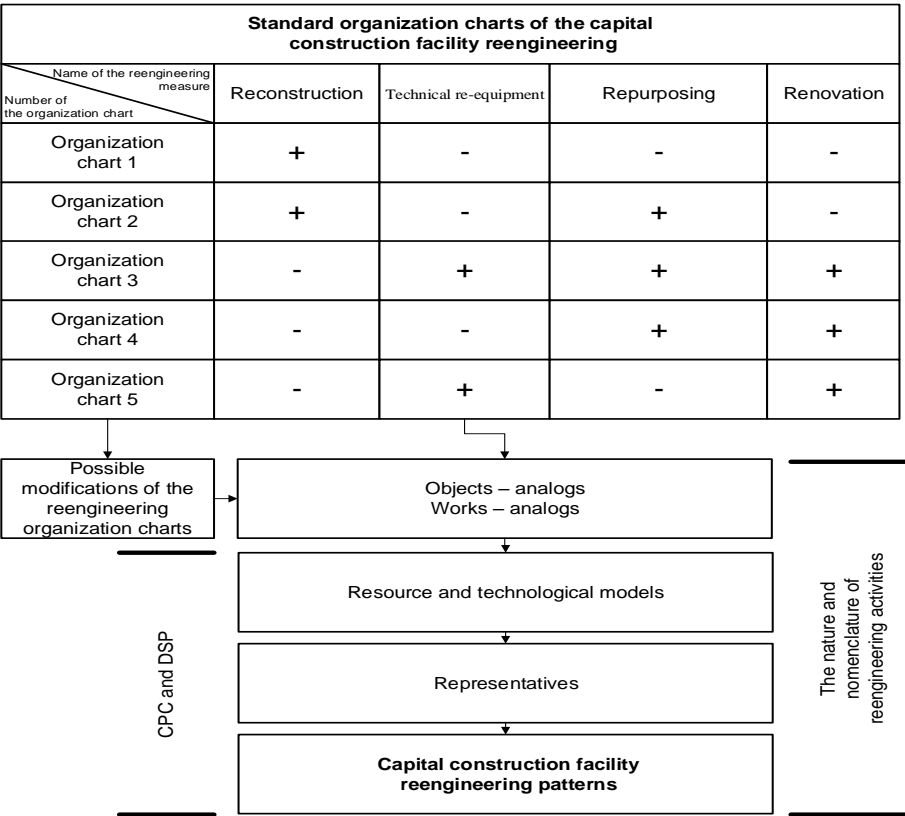 Standard organization charts of the capital
construction facility reengineering
Name of the reengineering
measure
Number of
the organization chart
Reconstruction
Technical re-equipment
Repurposing
Renovation
Organization
chart 1
+
-
-
-
Organization
chart 2
+
-
+
-
Organization
chart 3
-
+
+
+
Organization
chart 4
-
-
+
+
Organization
chart 5
-
+
-
+
Possible
modifications of the
reengineering
organization charts
Objects – analogs
Works – analogs
Resource and technological models
Representatives
Capital construction facility
reengineering patterns
CPC and DSP
The nature and
nomenclature of
reengineering activities